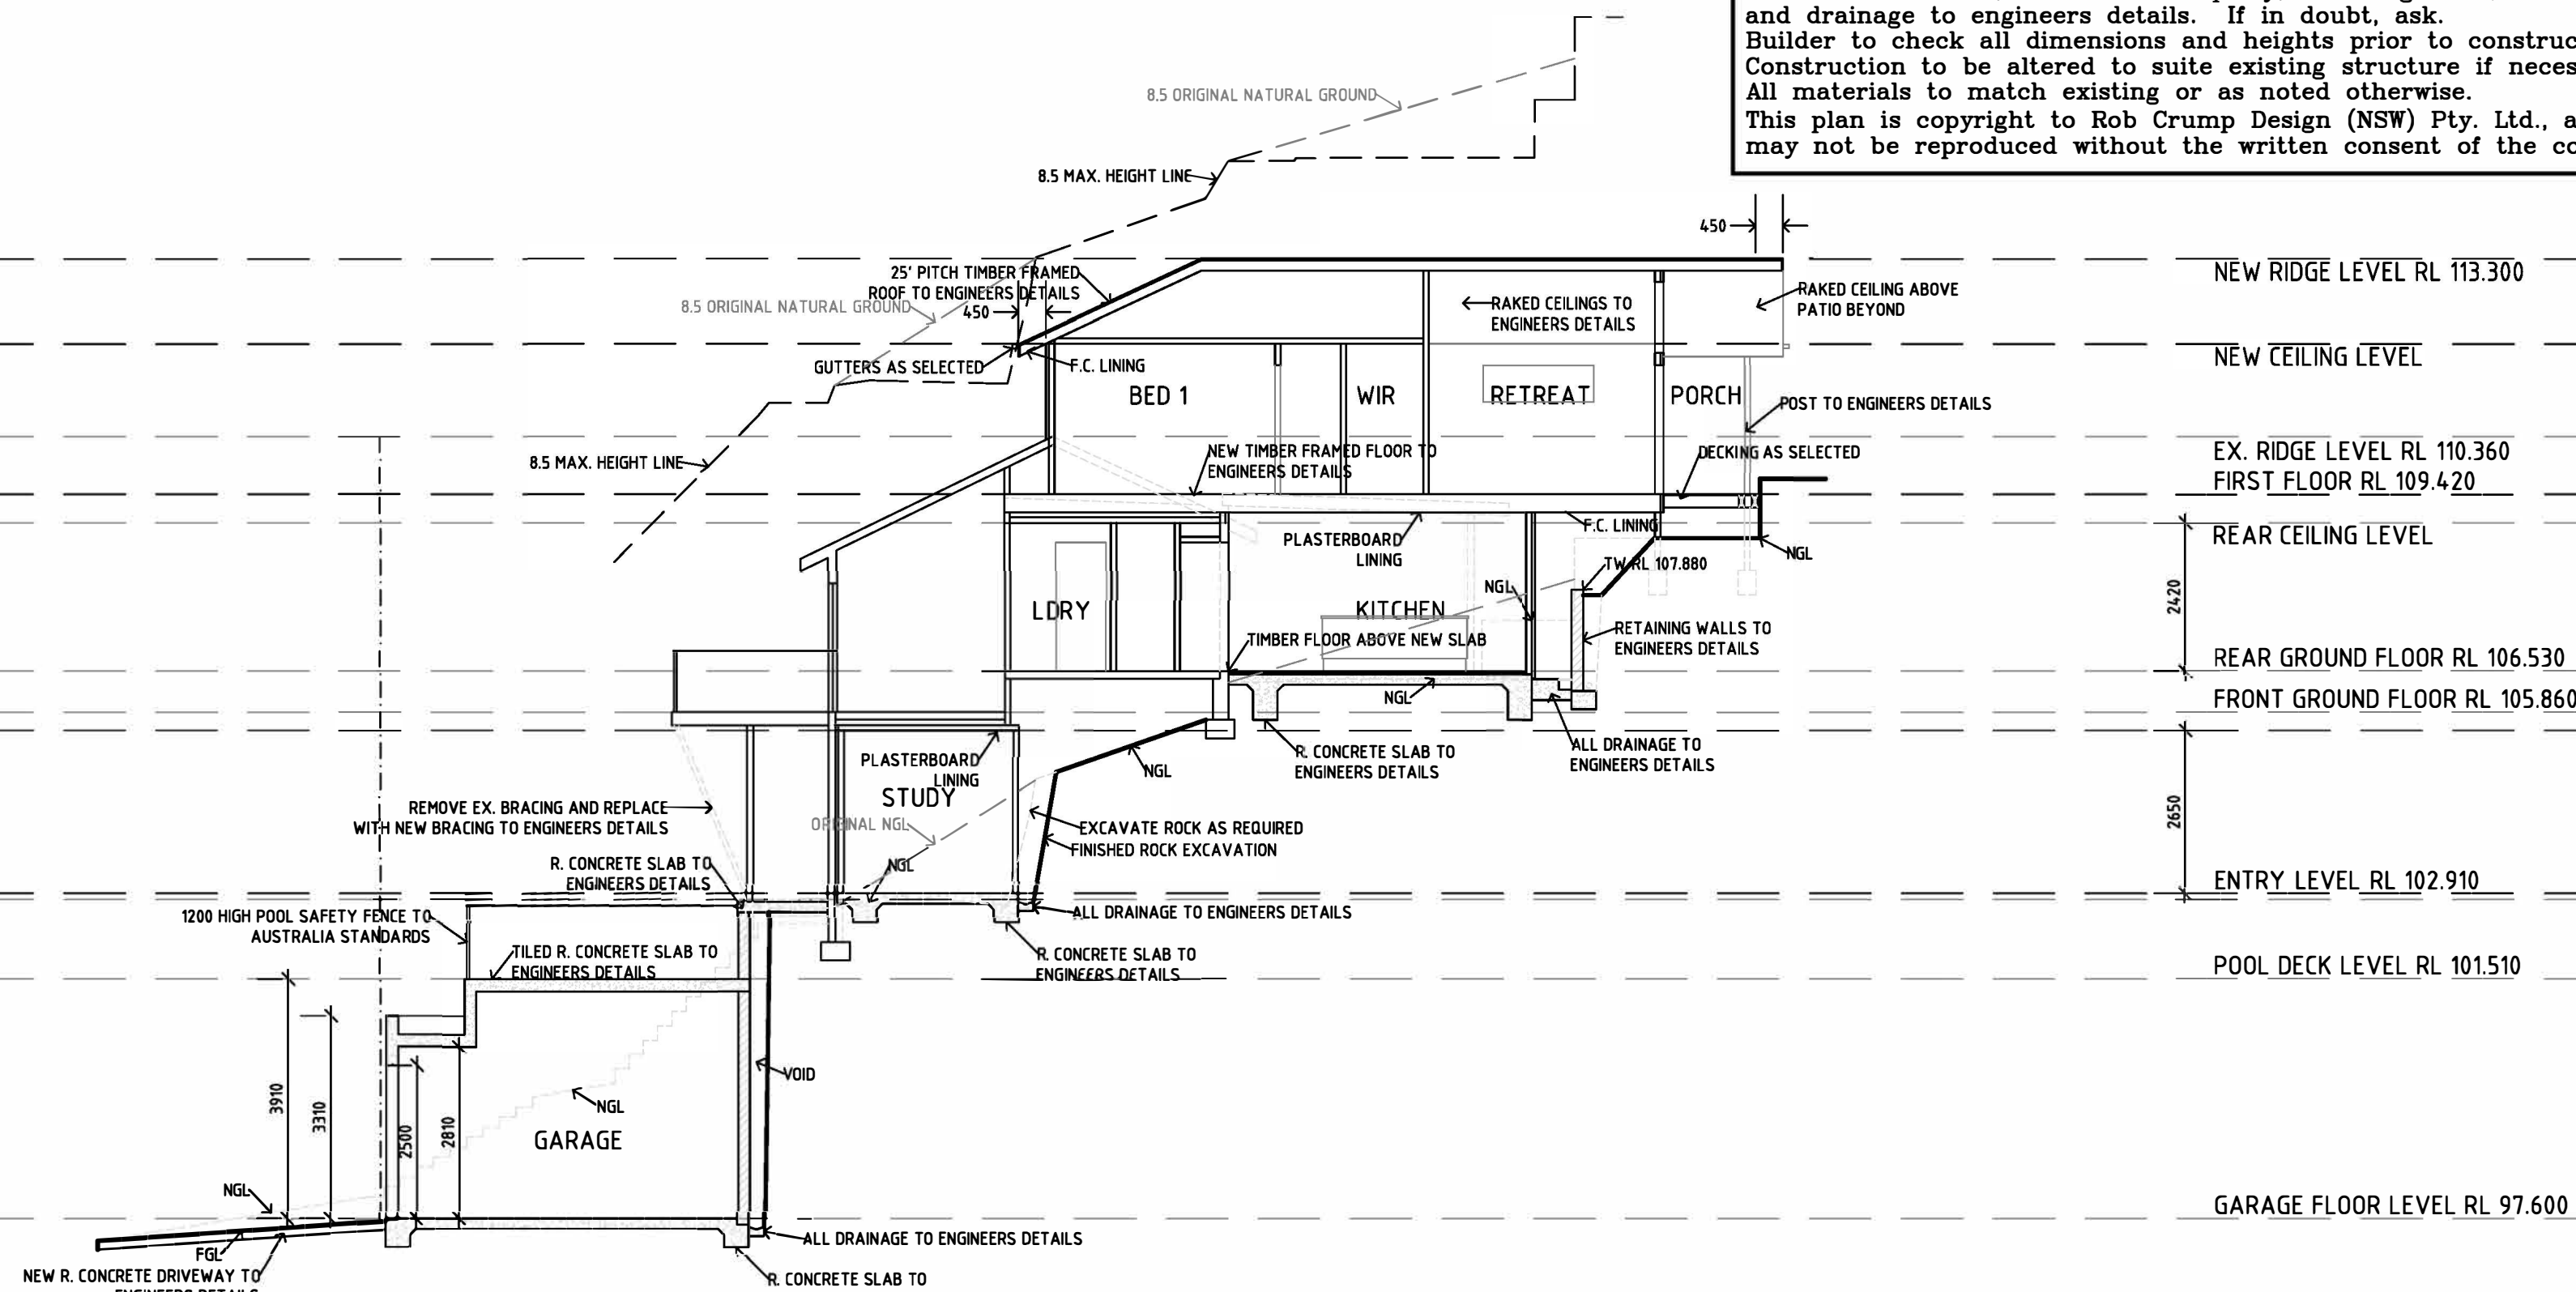 and drainage to engineers details. If in doubt, ask.
Builder to check all dimensions and heights prior to construc
Construction to be altered to suite existing structure if neces
All materials to match existing or as noted otherwise.
This plan is copyright to Rob Crump Design (NSW) Pty. Ltd., a
may not be reproduced without the written consent of the co
8.5 ORIGINAL NATURAL GROUND
8.5 MAX. HEIGHT LINE
450
25' PITCH TIMBER FRAMED
ROOF TO ENGINEERS DETAILS
8.5 ORIGINAL NATURAL GROUND
450
RAKED CEILINGS TO
ENGINEERS DETAILS
RAKED CEILING ABOVE
PATIO BEYOND
NEW RIDGE LEVEL RL 113.300
GUTTERS AS SELECTED
F.C. LINING
NEW CEILING LEVEL
BED 1
WIR
RETREAT
PORCH
POST TO ENGINEERS DETAILS
8.5 MAX. HEIGHT LINE
NEW TIMBER FRAMED FLOOR TO
ENGINEERS DETAILS
DECKING AS SELECTED
EX. RIDGE LEVEL RL 110.360
FIRST FLOOR RL 109.420
PLASTERBOARD
LINING
F.C. LINING
NGL
REAR CEILING LEVEL
TW RL 107.880
NGL
2420
LDRY
KITCHEN
TIMBER FLOOR ABOVE NEW SLAB
RETAINING WALLS TO
ENGINEERS DETAILS
REAR GROUND FLOOR RL 106.530
NGL
FRONT GROUND FLOOR RL 105.860
PLASTERBOARD
LINING
STUDY
NGL
R. CONCRETE SLAB TO
ENGINEERS DETAILS
ALL DRAINAGE TO
ENGINEERS DETAILS
2650
REMOVE EX. BRACING AND REPLACE
WITH NEW BRACING TO ENGINEERS DETAILS
ORIGINAL NGL
EXCAVATE ROCK AS REQUIRED
FINISHED ROCK EXCAVATION
R. CONCRETE SLAB TO
ENGINEERS DETAILS
NGL
ENTRY LEVEL RL 102.910
1200 HIGH POOL SAFETY FENCE TO
AUSTRALIA STANDARDS
ALL DRAINAGE TO ENGINEERS DETAILS
TILED R. CONCRETE SLAB TO
ENGINEERS DETAILS
R. CONCRETE SLAB TO
ENGINEERS DETAILS
POOL DECK LEVEL RL 101.510
3910
3310
2500
2810
VOID
NGL
GARAGE
NGL
GARAGE FLOOR LEVEL RL 97.600
FGL
ALL DRAINAGE TO ENGINEERS DETAILS
NEW R. CONCRETE DRIVEWAY TO
ENGINEERS DETAILS
R. CONCRETE SLAB TO